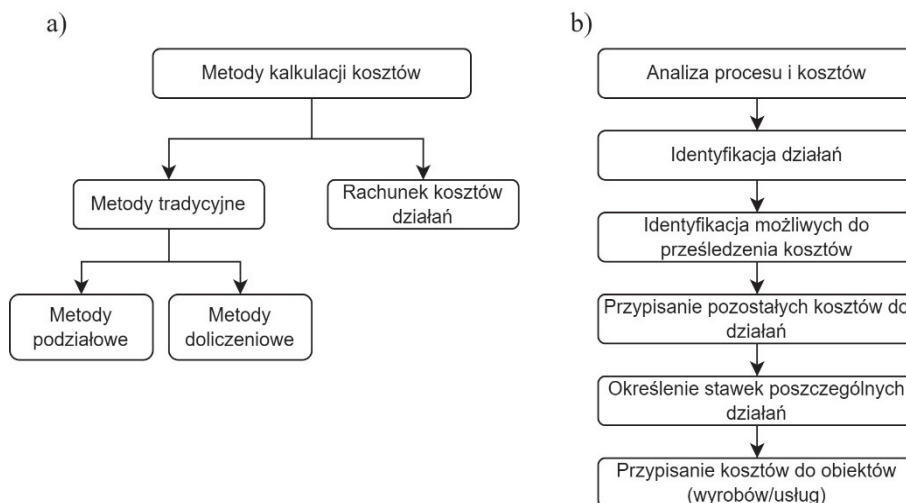 a)
Metody kalkulacji kosztów
Metody tradycyjne
Rachunek kosztów
działań
Metody
podziałowe
Metody
doliczeniowe
b)
Analiza procesu i kosztów
Identyfikacja działań
Identyfikacja możliwych do
prześledzenia kosztów
Przypisanie pozostałych kosztów do
działań
Określenie stawek poszczególnych
działań
Przypisanie kosztów do obiektów
(wyrobów/usług)